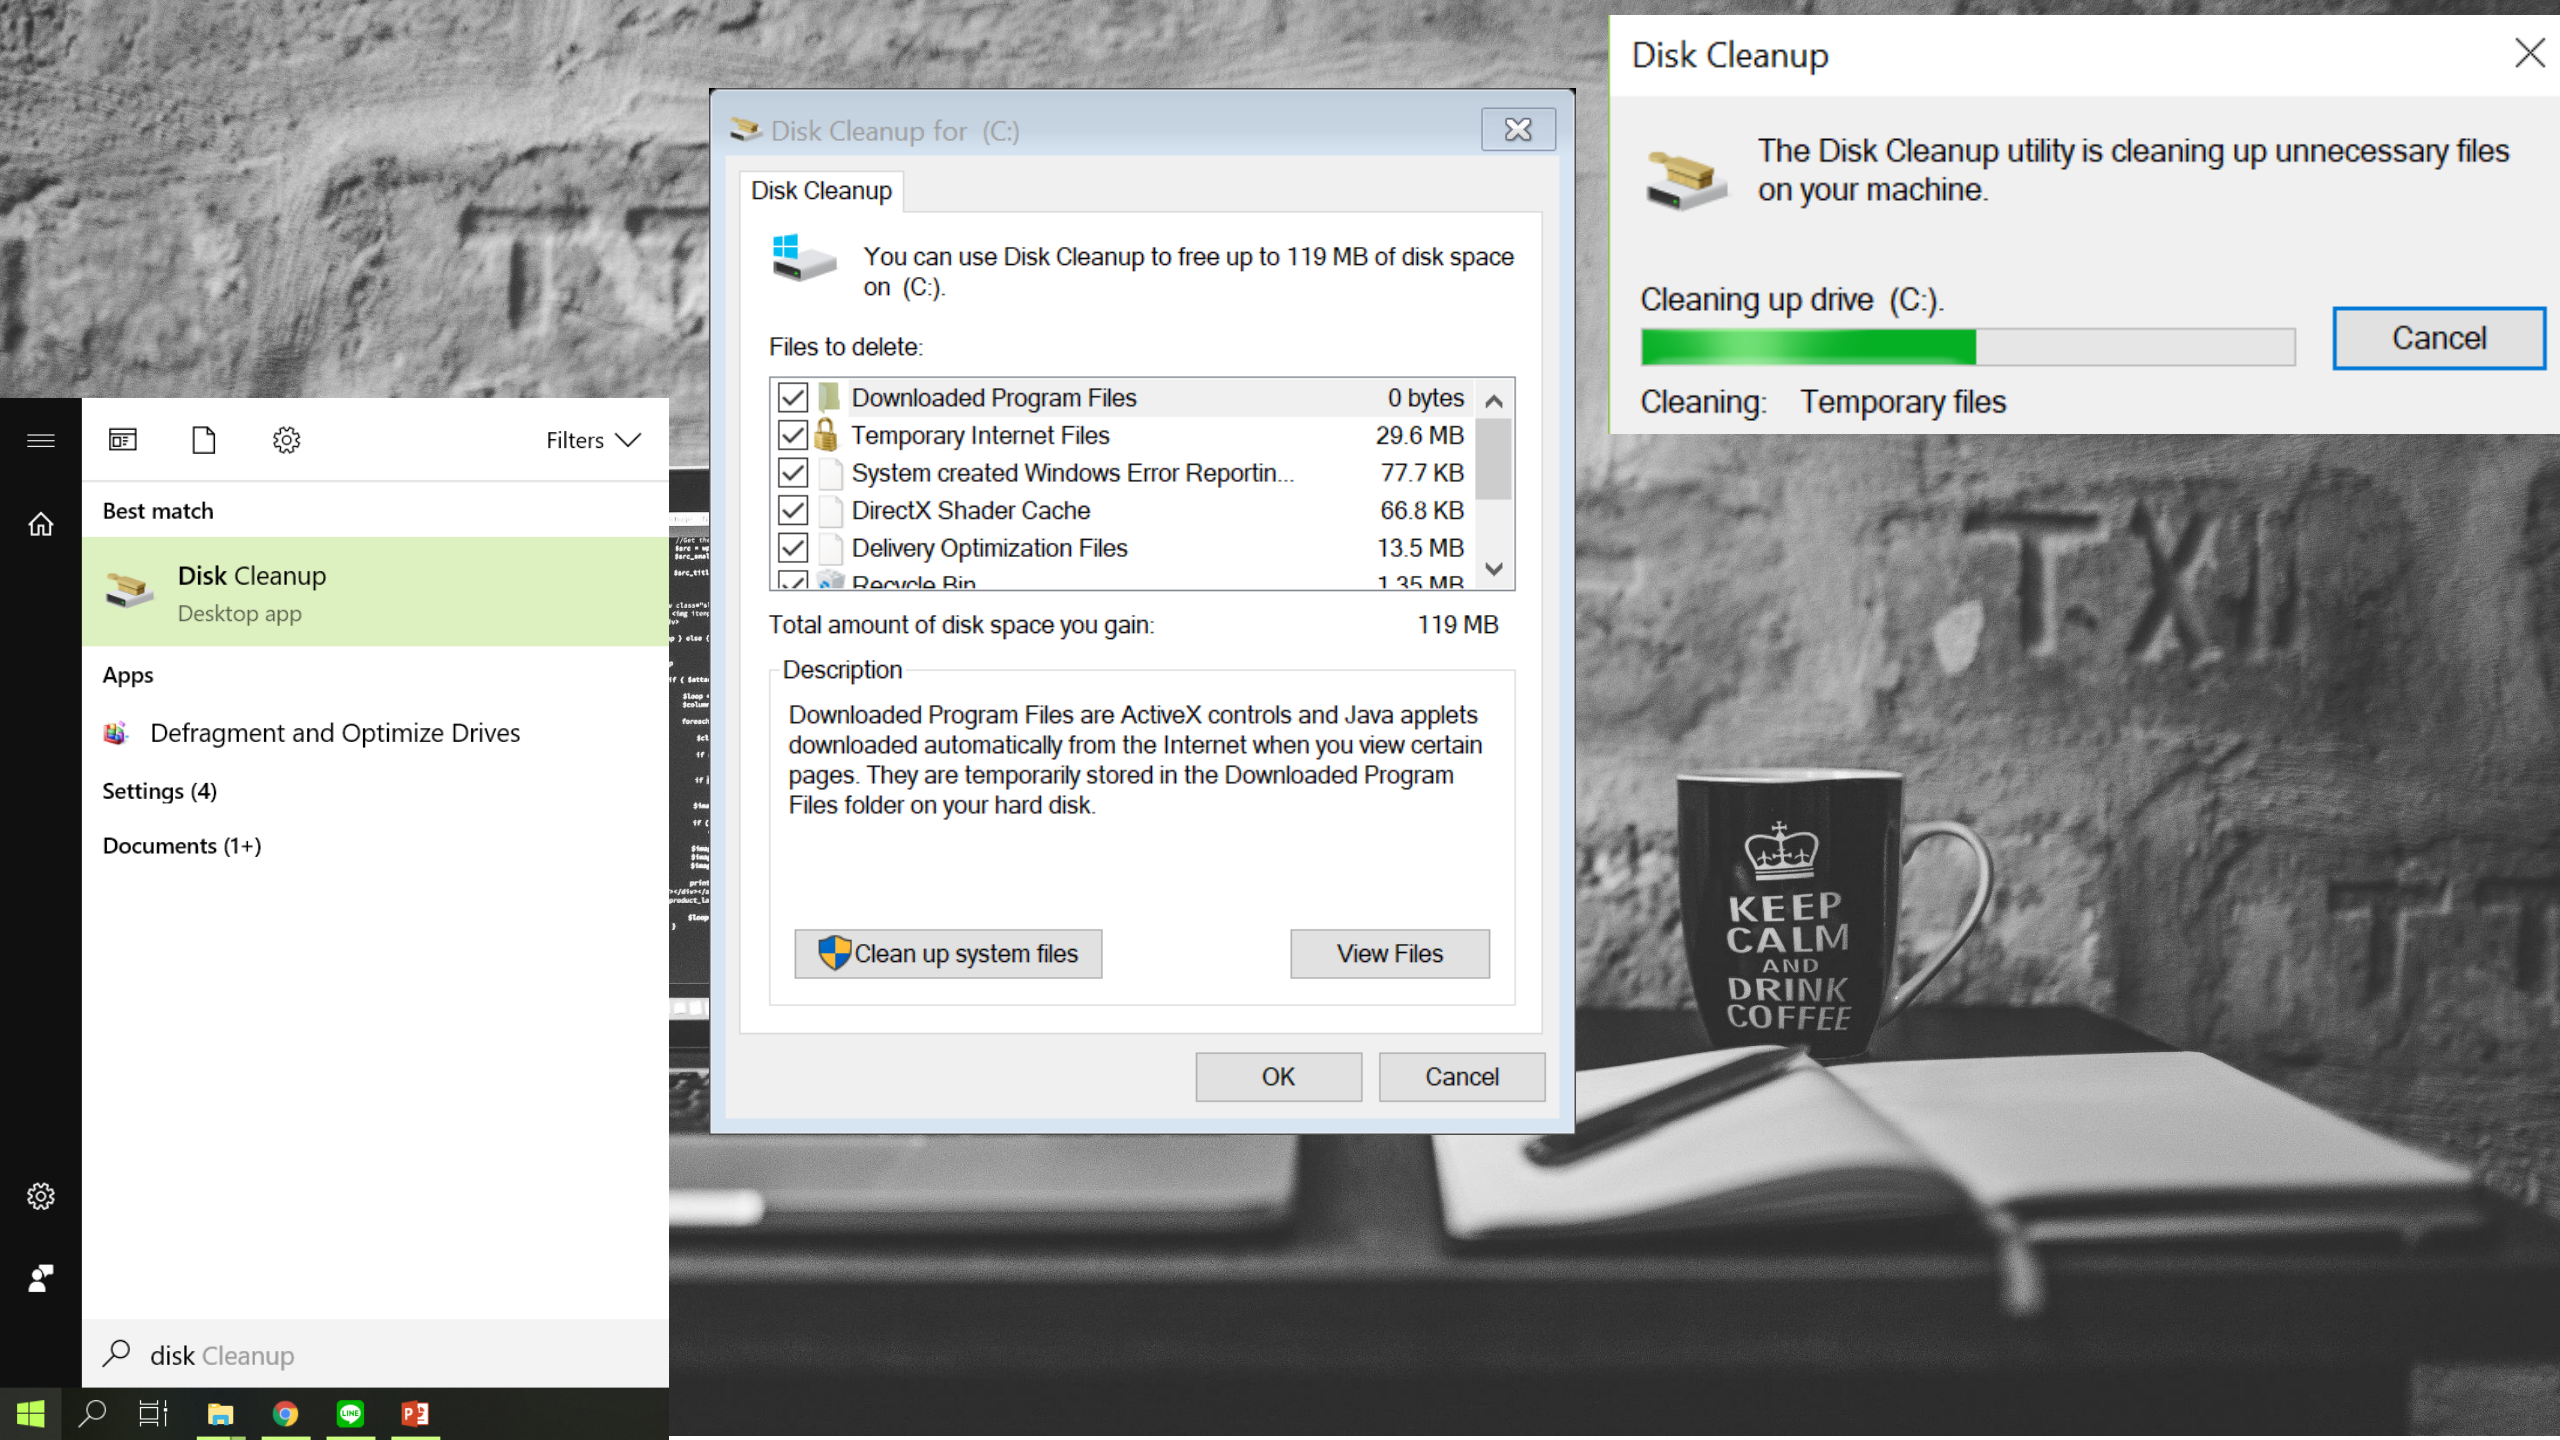 Filters
Best match
Disk Cleanup
Desktop app
Apps
Defragment and Optimize Drives
Settings (4)
Documents (1+)
disk Cleanup
LINE
Disk Cleanup for (C:)
Disk Cleanup
You can use Disk Cleanup to free up to 119 MB of disk space
on (C:).
Files to delete:
Downloaded Program Files 0 bytes
Temporary Internet Files 29.6 MB
System created Windows Error Reportin... 77.7 KB
DirectX Shader Cache 66.8 KB
Delivery Optimization Files 13.5 MB
Recycle Bin 1.35 MB
Total amount of disk space you gain: 119 MB
Description
Downloaded Program Files are ActiveX controls and Java applets
downloaded automatically from the Internet when you view certain
pages. They are temporarily stored in the Downloaded Program
Files folder on your hard disk.
Clean up system files View Files
OK Cancel
Disk Cleanup
The Disk Cleanup utility is cleaning up unnecessary files
on your machine.
Cleaning up drive (C:).
Cancel
Cleaning: Temporary files
KEEP
CALM
AND
DRINK
COFFEE